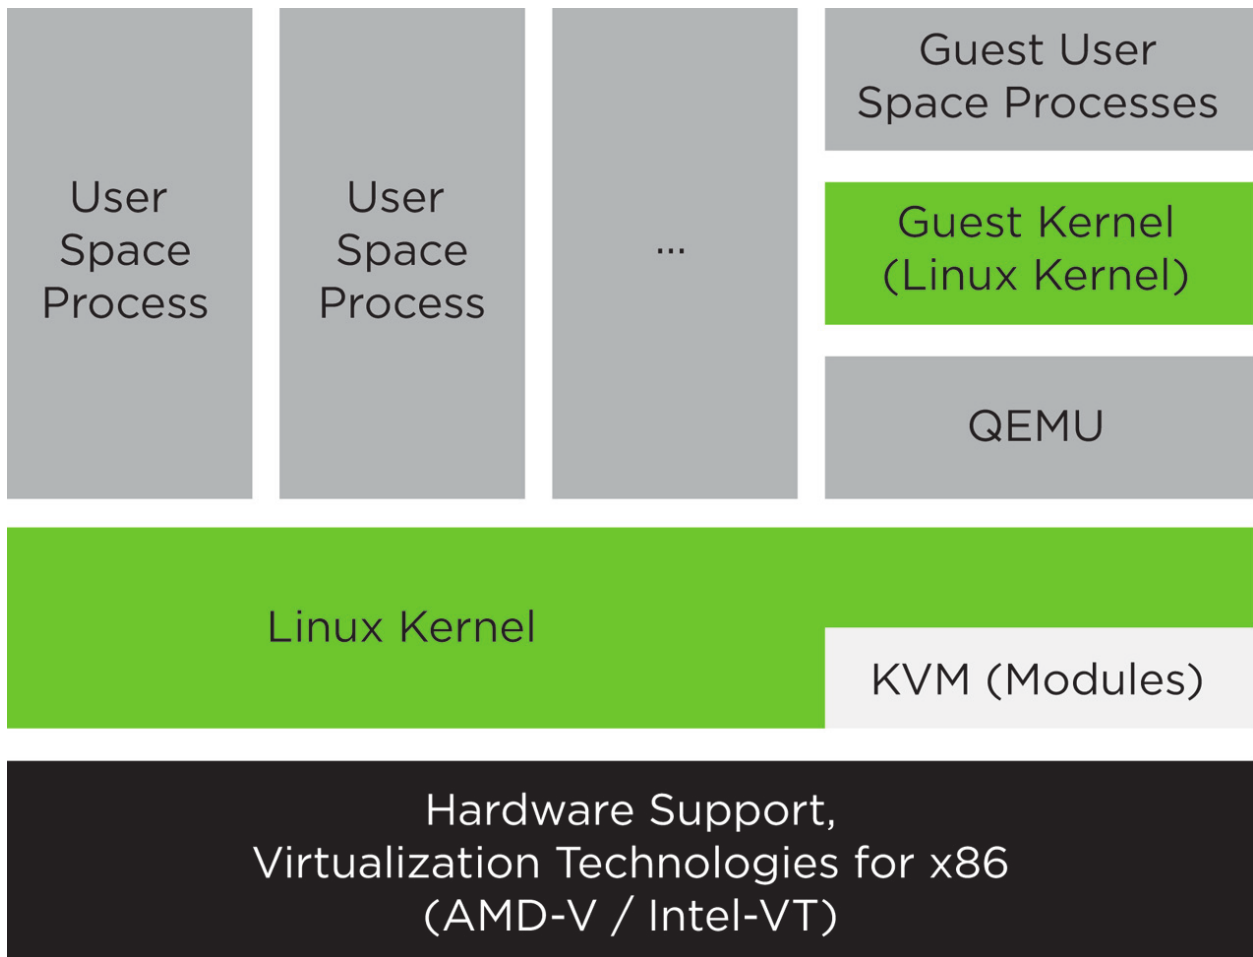 User
Space
Process
User
Space
Process
...
Guest User
Space Processes
Guest Kernel
(Linux Kernel)
QEMU
Linux Kernel
KVM (Modules)
Hardware Support,
Virtualization Technologies for x86
(AMD-V / Intel-VT)